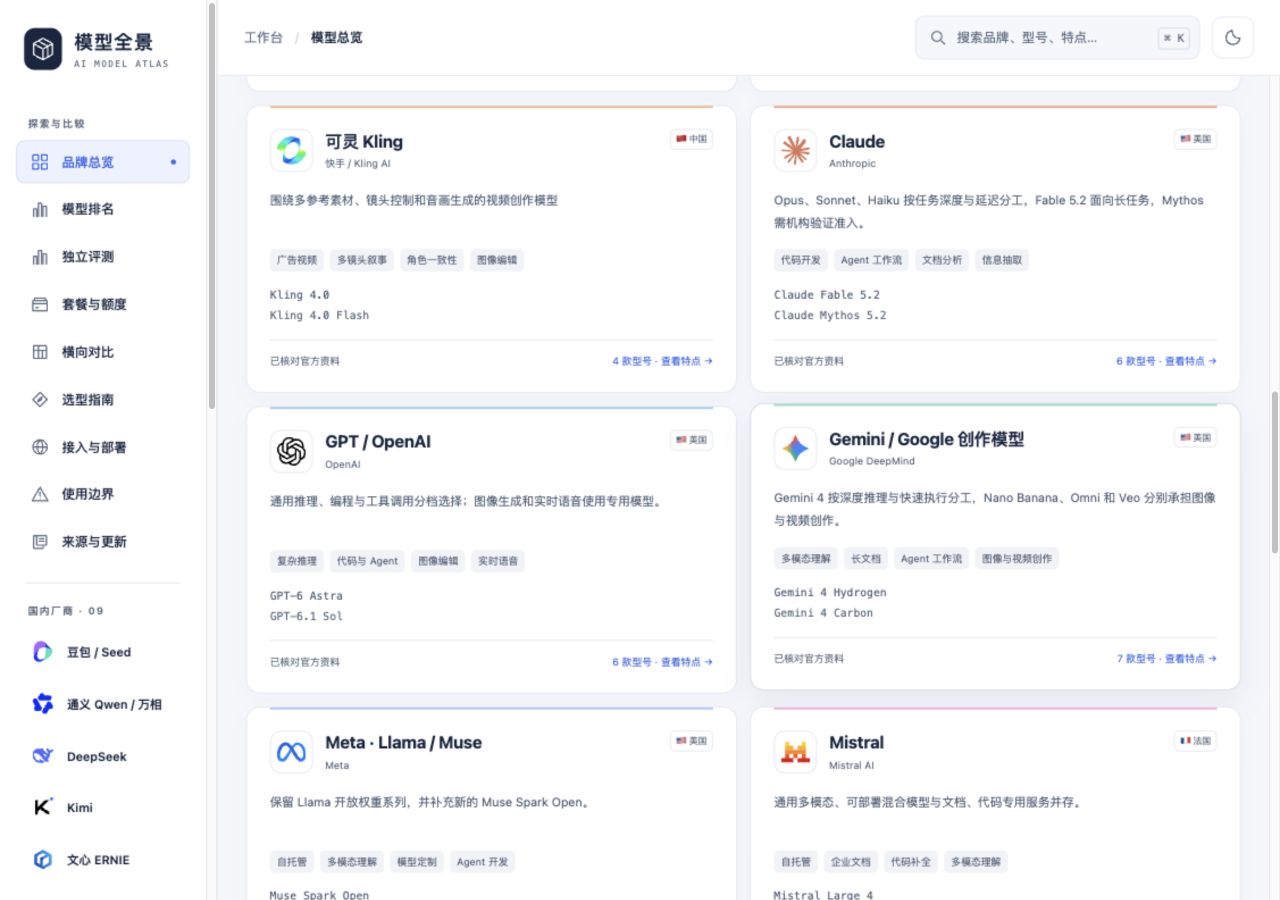 模型全景
AI MODEL ATLAS
探索与比较
品牌总览
模型排名
独立评测
套餐与额度
横向对比
选型指南
接入与部署
使用边界
来源与更新
国内厂商 · 09
豆包 / Seed
通义 Qwen / 万相
DeepSeek
Kimi
文心 ERNIE
工作台 / 模型总览
搜索品牌、型号、特点... ⌘ K
可灵 Kling
快手 / Kling AI
中国
围绕多参考素材、镜头控制和音画生成的视频创作模型
广告视频 多镜头叙事 角色一致性 图像编辑
Kling 4.0
Kling 4.0 Flash
已核对官方资料 4 款型号 · 查看特点 →
Claude
Anthropic
美国
Opus、Sonnet、Haiku 按任务深度与延迟分工，Fable 5.2 面向长任务，Mythos
需机构验证准入。
代码开发 Agent 工作流 文档分析 信息抽取
Claude Fable 5.2
Claude Mythos 5.2
已核对官方资料 6 款型号 · 查看特点 →
GPT / OpenAI
OpenAI
美国
通用推理、编程与工具调用分档选择；图像生成和实时语音使用专用模型。
复杂推理 代码与 Agent 图像编辑 实时语音
GPT-6 Astra
GPT-6.1 Sol
已核对官方资料 6 款型号 · 查看特点 →
Gemini / Google 创作模型
Google DeepMind
美国
Gemini 4 按深度推理与快速执行分工，Nano Banana、Omni 和 Veo 分别承担图像
与视频创作。
多模态理解 长文档 Agent 工作流 图像与视频创作
Gemini 4 Hydrogen
Gemini 4 Carbon
已核对官方资料 7 款型号 · 查看特点 →
Meta · Llama / Muse
Meta
美国
保留 Llama 开放权重系列，并补充新的 Muse Spark Open。
自托管 多模态理解 模型定制 Agent 开发
Muse Spark Open
Mistral
Mistral AI
法国
通用多模态、可部署混合模型与文档、代码专用服务并存。
自托管 企业文档 代码补全 多模态理解
Mistral Large 4